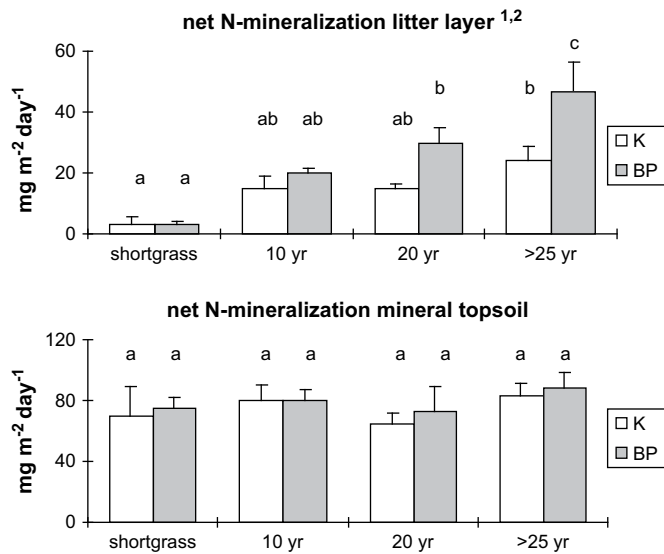 net N-mineralization litter layer 1,2
mg m-2 day-1
60
40
20
0
a a ab ab ab b b c
shortgrass 10 yr 20 yr >25 yr
K
BP
net N-mineralization mineral topsoil
mg m-2 day-1
120
80
40
0
a a a a a a a a
shortgrass 10 yr 20 yr >25 yr
K
BP